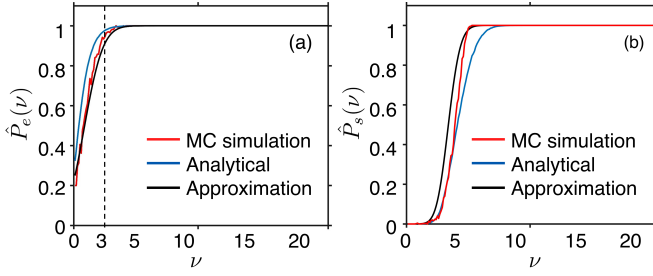 1
0.8
0.6
0.4
0.2
0
0 3 5 10 15 20
ν
P̂e(ν)
(a)
MC simulation
Analytical
Approximation
1
0.8
0.6
0.4
0.2
0
0 5 10 15 20
ν
P̂s(ν)
(b)
MC simulation
Analytical
Approximation